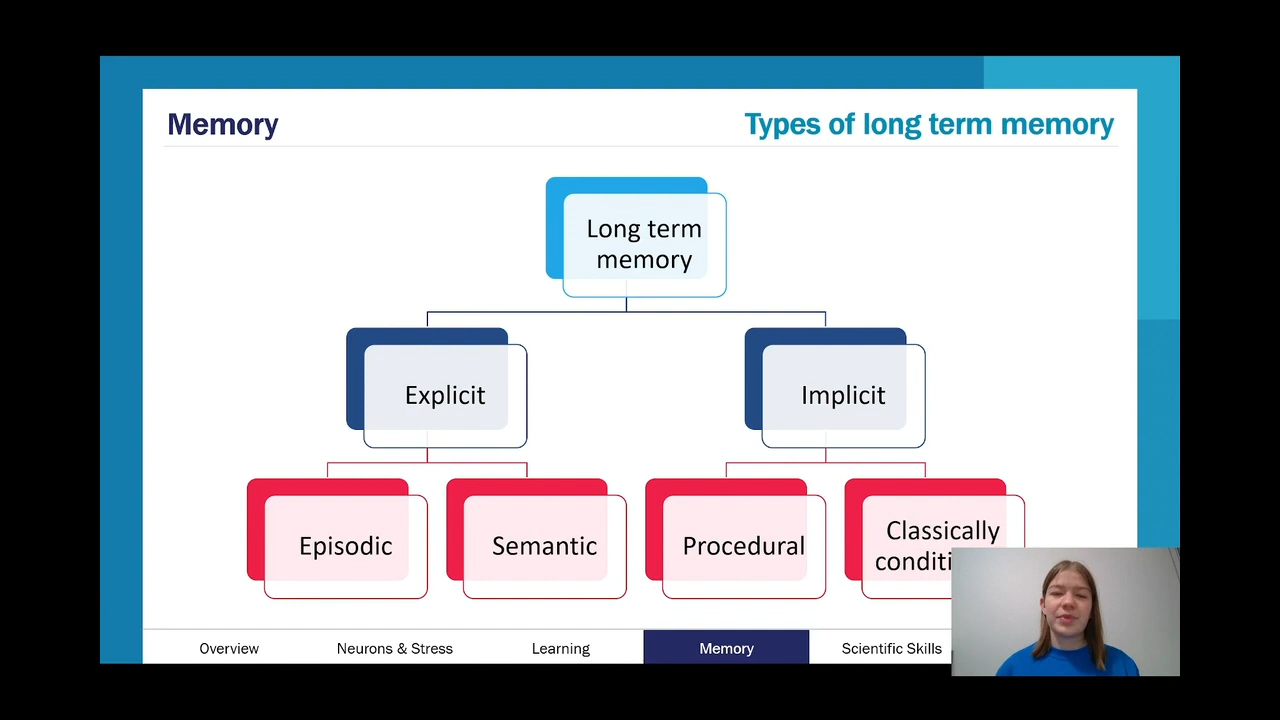 Memory
Types of long term memory
Long term
memory
Explicit
Implicit
Episodic
Semantic
Procedural
Classically
Overview
Neurons & Stress
Learning
Memory
Scientific Skills